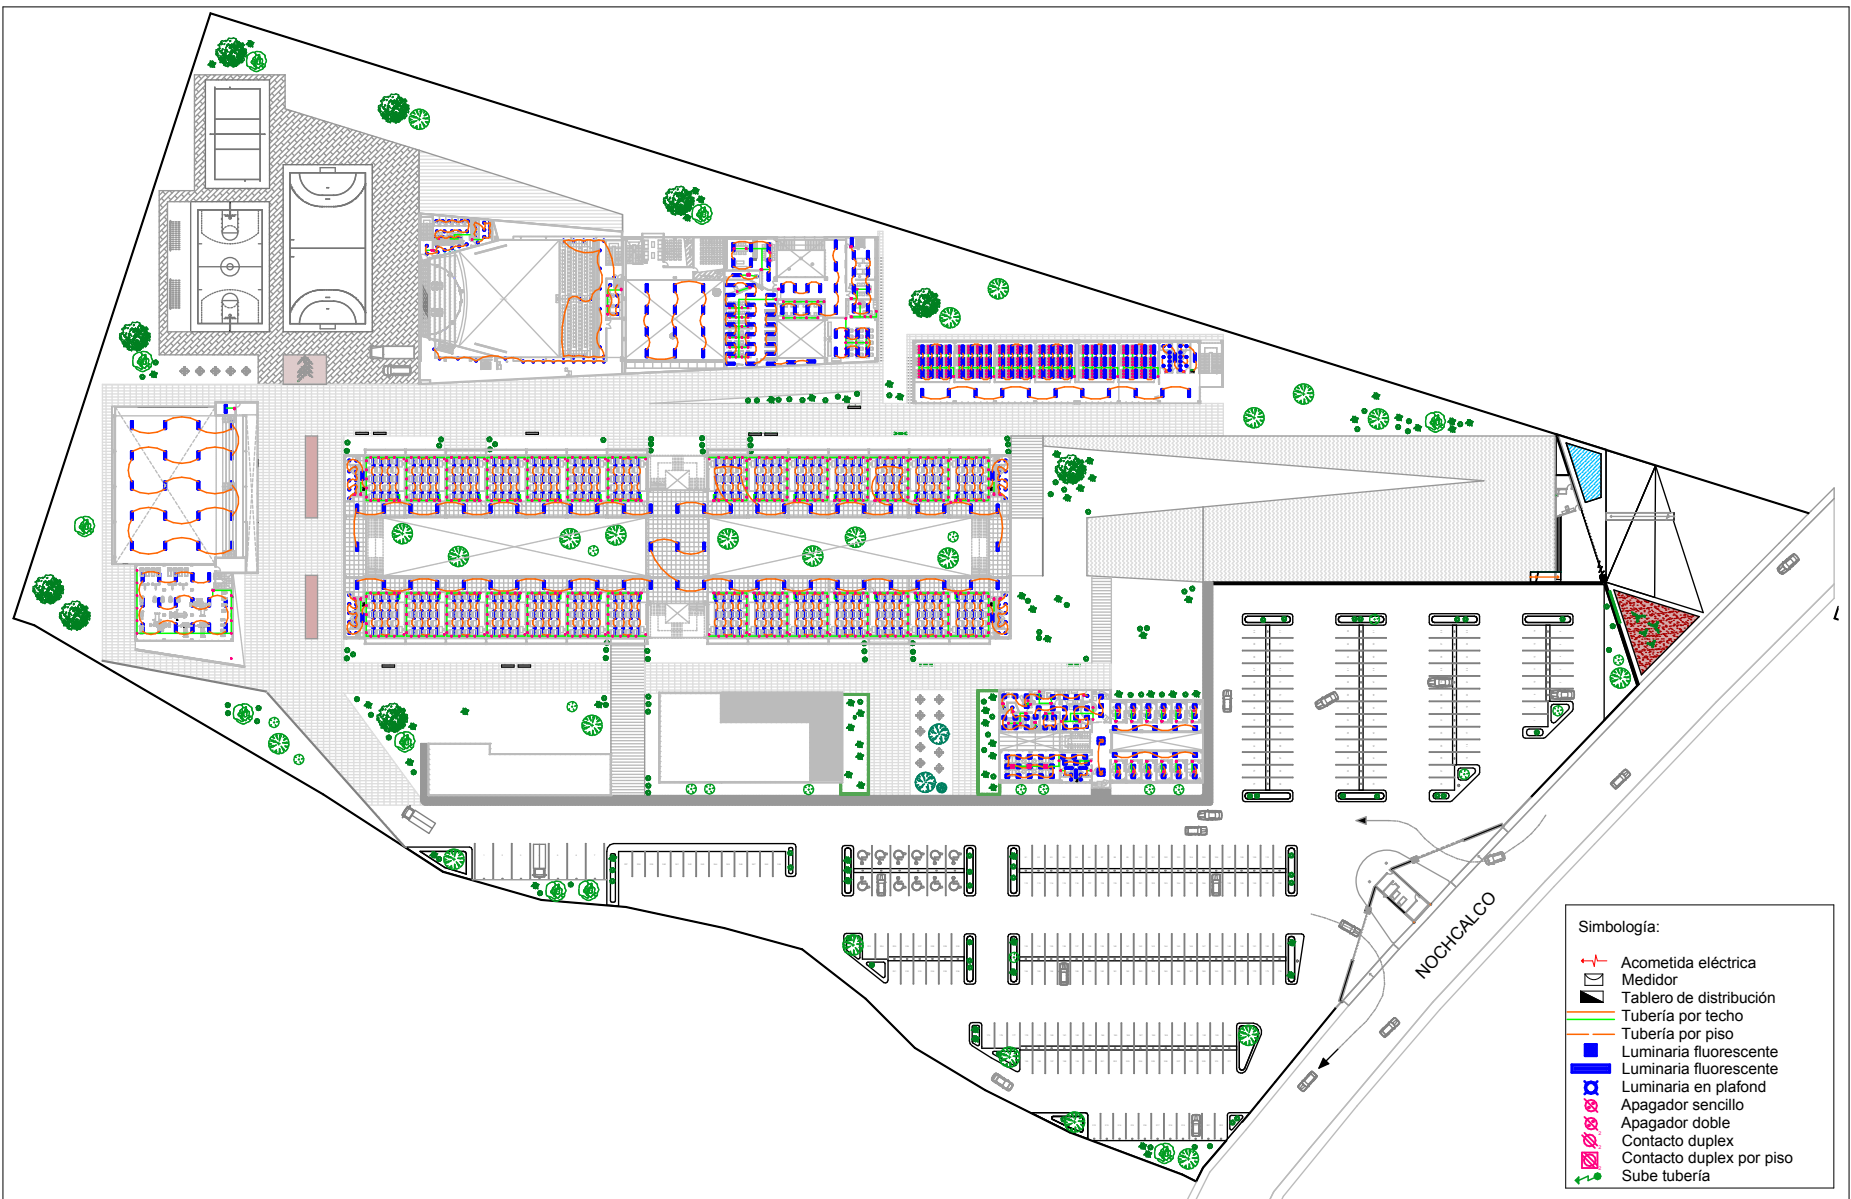 NOCHCALCO
Simbología:
Acometida eléctrica
Medidor
Tablero de distribución
Tubería por techo
Tubería por piso
Luminaria fluorescente
Luminaria fluorescente
Luminaria en plafond
Apagador sencillo
Apagador doble
Contacto duplex
Contacto duplex por piso
Sube tubería